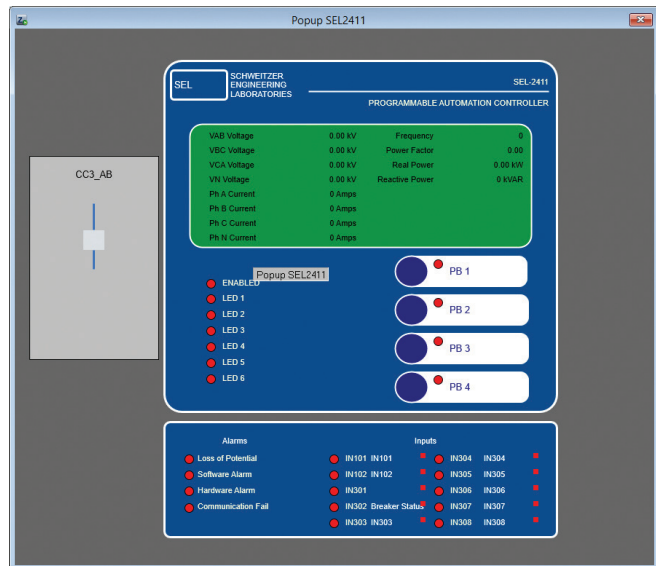 Popup SEL2411
SEL
SCHWEITZER
ENGINEERING
LABORATORIES
SEL-2411
PROGRAMMABLE AUTOMATION CONTROLLER
CC3_AB
VAB Voltage 0.00 kV Frequency 0
VBC Voltage 0.00 kV Power Factor 0.00
VCA Voltage 0.00 kV Real Power 0.00 kW
VN Voltage 0.00 kV Reactive Power 0 kVAR
Ph A Current 0 Amps
Ph B Current 0 Amps
Ph C Current 0 Amps
Ph N Current 0 Amps
Popup SEL2411
ENABLED
LED 1
LED 2
LED 3
LED 4
LED 5
LED 6
PB 1
PB 2
PB 3
PB 4
Alarms Inputs
Loss of Potential IN101 IN101 IN304 IN304
Software Alarm IN102 IN102 IN305 IN305
Hardware Alarm IN301 IN306 IN306
Communication Fail IN302 Breaker Status IN307 IN307
IN303 IN303 IN308 IN308